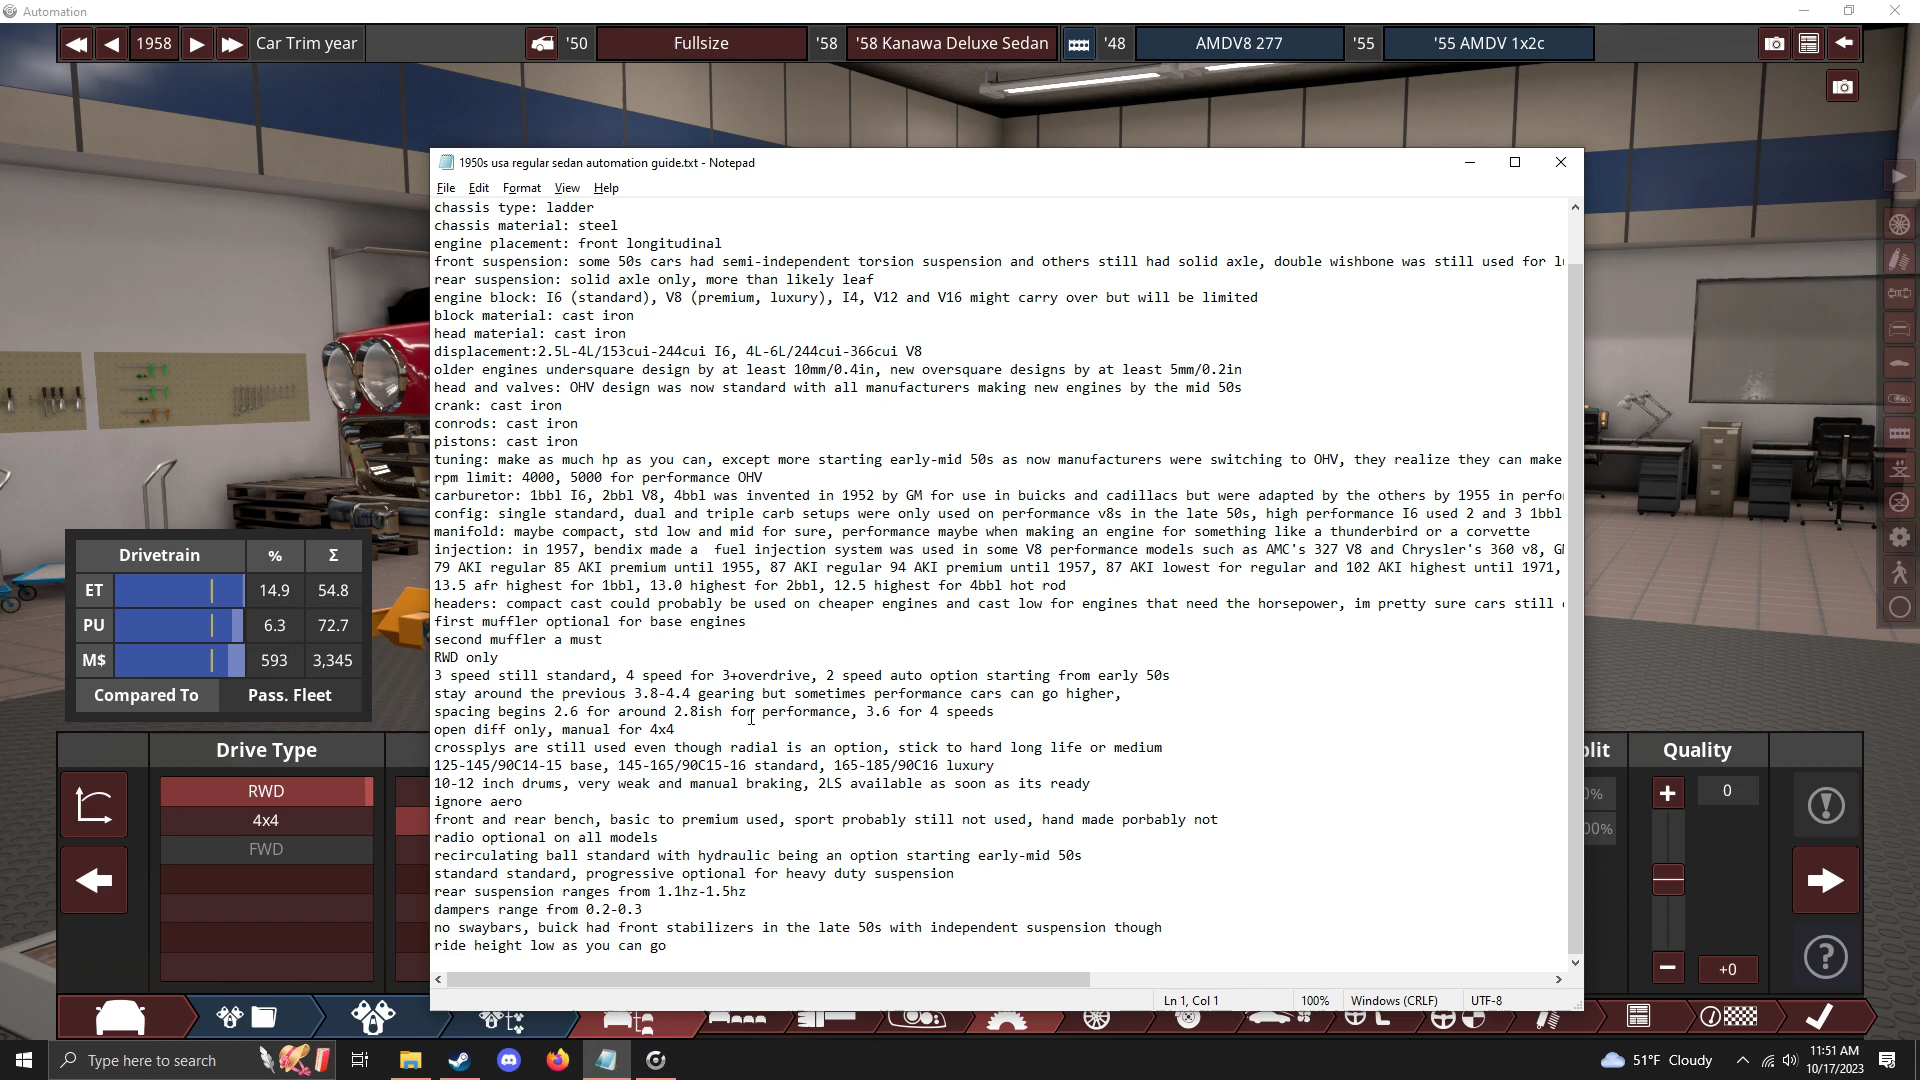 Automation
1958
Car Trim year
'50
Fullsize
'58
'58 Kanawa Deluxe Sedan
'48
AMDV8 277
'55
'55 AMDV 1x2c
1950s usa regular sedan automation guide.txt - Notepad
File Edit Format View Help
chassis type: ladder
chassis material: steel
engine placement: front longitudinal
front suspension: some 50s cars had semi-independent torsion suspension and others still had solid axle, double wishbone was still used for
rear suspension: solid axle only, more than likely leaf
engine block: I6 (standard), V8 (premium, luxury), I4, V12 and V16 might carry over but will be limited
block material: cast iron
head material: cast iron
displacement:2.5L-4L/153cui-244cui I6, 4L-6L/244cui-366cui V8
older engines undersquare design by at least 10mm/0.4in, new oversquare designs by at least 5mm/0.2in
head and valves: OHV design was now standard with all manufacturers making new engines by the mid 50s
crank: cast iron
conrods: cast iron
pistons: cast iron
tuning: make as much hp as you can, except more starting early-mid 50s as now manufacturers were switching to OHV, they realize they can make
rpm limit: 4000, 5000 for performance OHV
carburetor: 1bbl I6, 2bbl V8, 4bbl was invented in 1952 by GM for use in buicks and cadillacs but were adapted by the others by 1955 in perfo
config: single standard, dual and triple carb setups were only used on performance v8s in the late 50s, high performance I6 used 2 and 3 1bbl
manifold: maybe compact, std low and mid for sure, performance maybe when making an engine for something like a thunderbird or a corvette
injection: in 1957, bendix made a  fuel injection system was used in some V8 performance models such as AMC's 327 V8 and Chrysler's 360 v8,
79 AKI regular 85 AKI premium until 1955, 87 AKI regular 94 AKI premium until 1957, 87 AKI lowest for regular and 102 AKI highest until 1971,
13.5 afr highest for 1bbl, 13.0 highest for 2bbl, 12.5 highest for 4bbl hot rod
headers: compact cast could probably be used on cheaper engines and cast low for engines that need the horsepower, im pretty sure cars still
first muffler optional for base engines
second muffler a must
RWD only
3 speed still standard, 4 speed for 3+overdrive, 2 speed auto option starting from early 50s
stay around the previous 3.8-4.4 gearing but sometimes performance cars can go higher,
spacing begins 2.6 for around 2.8ish for performance, 3.6 for 4 speeds
open diff only, manual for 4x4
crossplys are still used even though radial is an option, stick to hard long life or medium
125-145/90C14-15 base, 145-165/90C15-16 standard, 165-185/90C16 luxury
10-12 inch drums, very weak and manual braking, 2LS available as soon as its ready
ignore aero
front and rear bench, basic to premium used, sport probably still not used, hand made porbably not
radio optional on all models
recirculating ball standard with hydraulic being an option starting early-mid 50s
standard standard, progressive optional for heavy duty suspension
rear suspension ranges from 1.1hz-1.5hz
dampers range from 0.2-0.3
no swaybars, buick had front stabilizers in the late 50s with independent suspension though
ride height low as you can go
Ln 1, Col 1
100%
Windows (CRLF)
UTF-8
Drivetrain % Σ
ET 14.9 54.8
PU 6.3 72.7
M$ 593 3,345
Compared To Pass. Fleet
Drive Type
RWD
4x4
FWD
plit
0%
00%
Quality
+ 0
- +0
Type here to search
51°F Cloudy
11:51 AM
10/17/2023